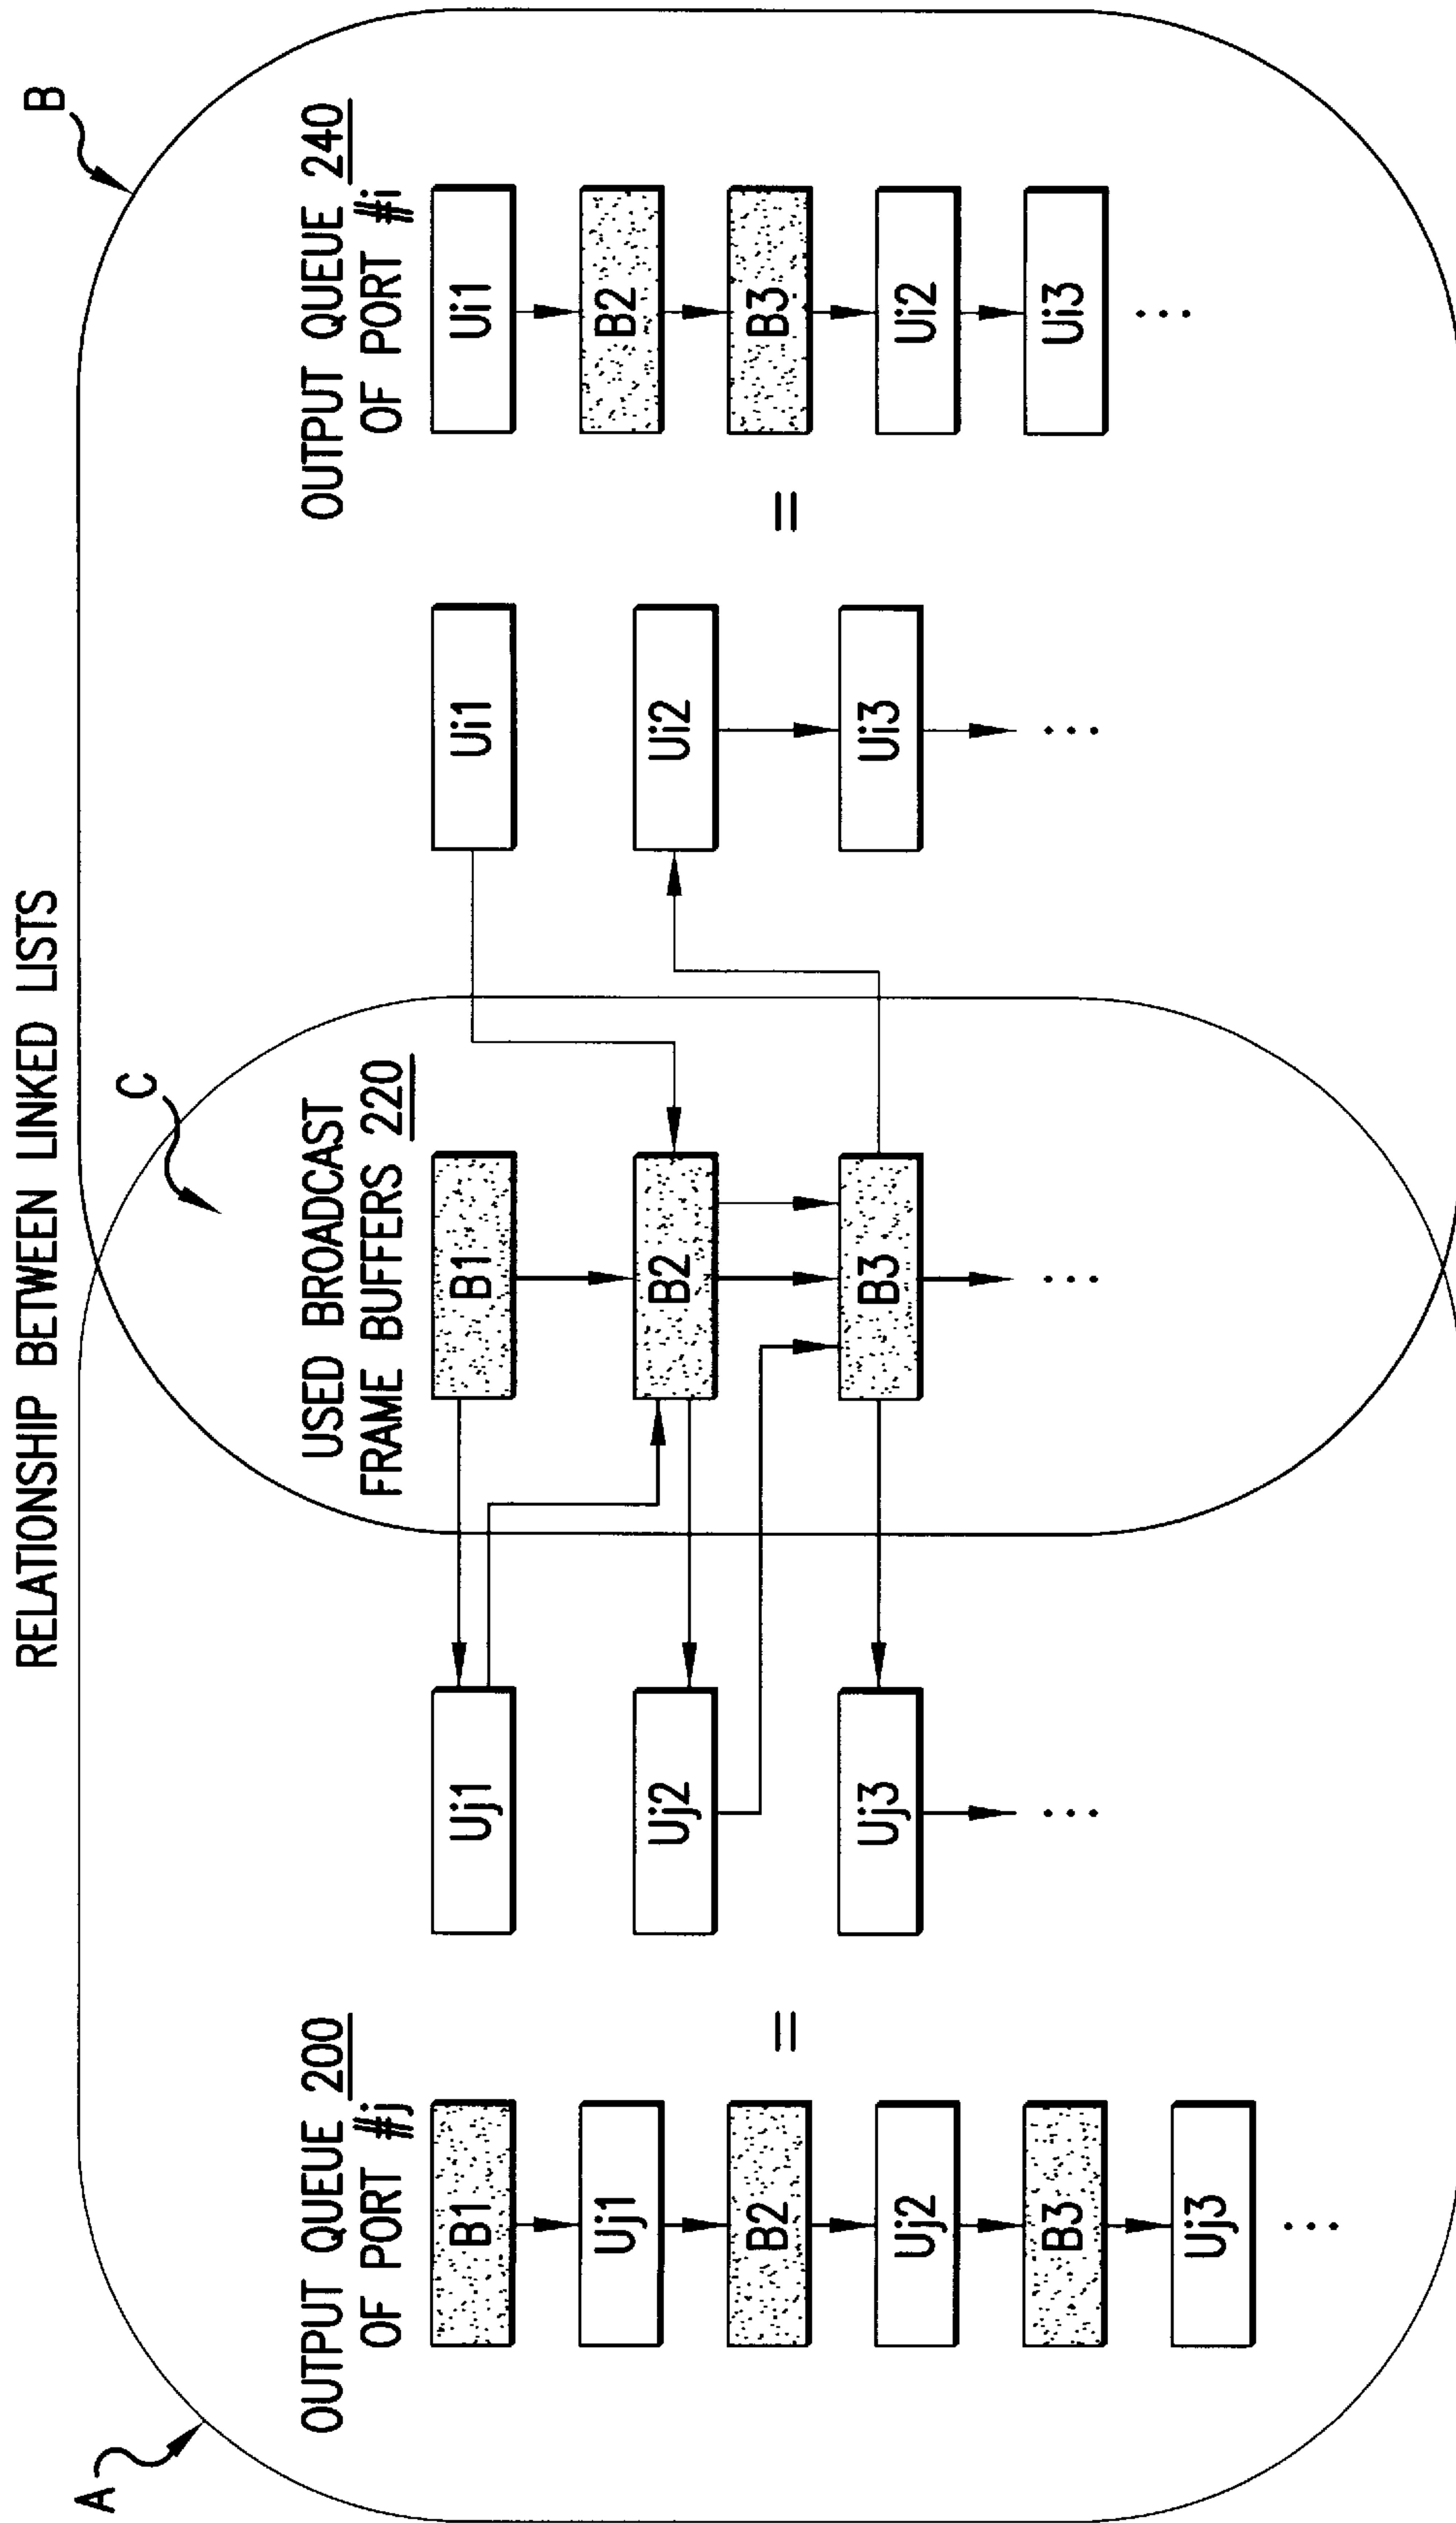 RELATIONSHIP BETWEEN LINKED LISTS
A
B
C
OUTPUT QUEUE 200
OF PORT #j
B1
Uj1
B2
Uj2
B3
Uj3
...
=
Uj1
Uj2
Uj3
...
USED BROADCAST
FRAME BUFFERS 220
B1
B2
B3
...
Ui1
Ui2
Ui3
...
=
OUTPUT QUEUE 240
OF PORT #i
Ui1
B2
B3
Ui2
Ui3
...